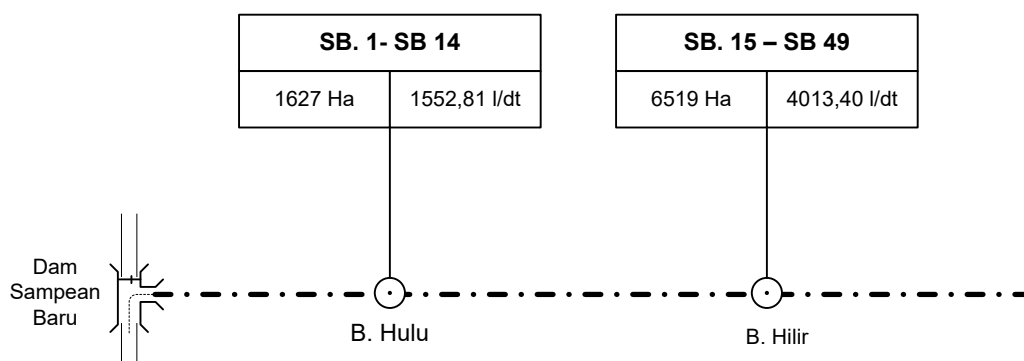 SB. 1- SB 14
1627 Ha
1552,81 l/dt
SB. 15 – SB 49
6519 Ha
4013,40 l/dt
Dam
Sampean
Baru
B. Hulu
B. Hilir